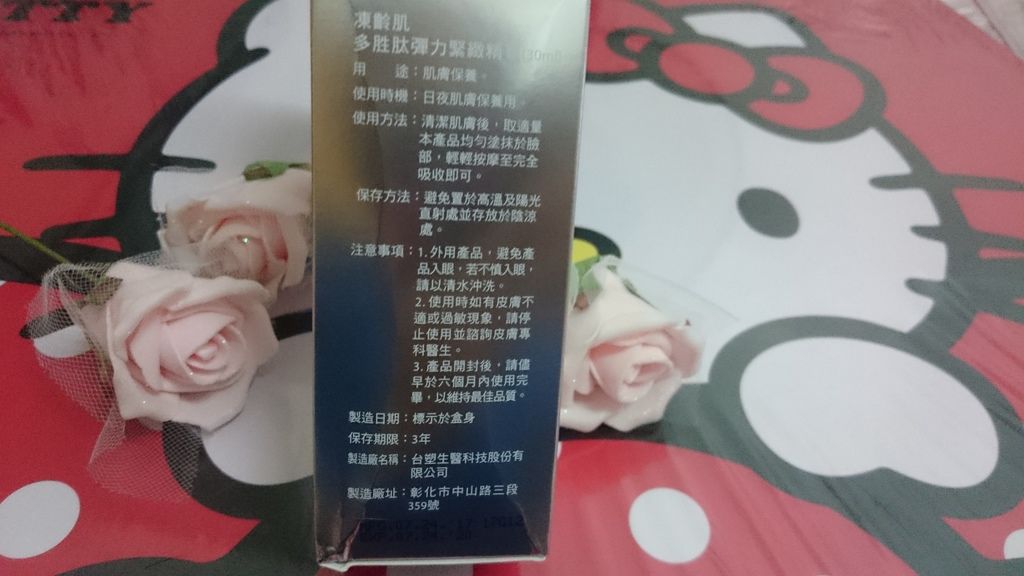 TTY
凍齡肌
多胜肽彈力緊緻精 (30ml)
用　　途：肌膚保養。
使用時機：日夜肌膚保養用。
使用方法：清潔肌膚後，取適量
本產品均勻塗抹於臉
部，輕輕按摩至完全
吸收即可。
保存方法：避免置於高溫及陽光
直射處並存放於陰涼
處。
注意事項：1. 外用產品，避免產
品入眼，若不慎入眼，
請以清水沖洗。
2. 使用時如有皮膚不
適或過敏現象，請停
止使用並諮詢皮膚專
科醫生。
3. 產品開封後，請儘
早於六個月內使用完
畢，以維持最佳品質。
製造日期：標示於盒身
保存期限：3年
製造廠名稱：台塑生醫科技股份有
限公司
製造廠址：彰化市中山路三段
359號